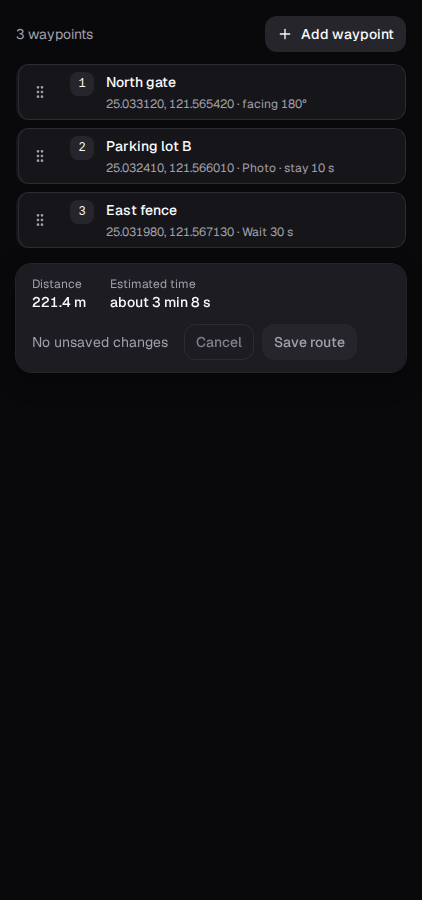 3 waypoints
Add waypoint
1
North gate
25.033120, 121.565420 · facing 180°
2
Parking lot B
25.032410, 121.566010 · Photo · stay 10 s
3
East fence
25.031980, 121.567130 · Wait 30 s
Distance
Estimated time
221.4 m
about 3 min 8 s
No unsaved changes
Cancel
Save route